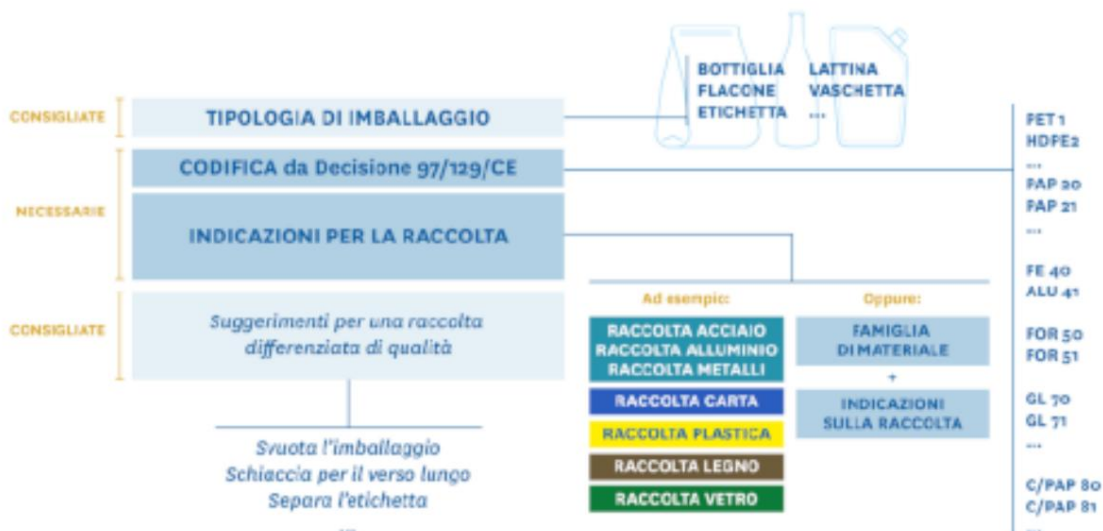 BOTTIGLIA LATTINA
FLACONE VASCHETTA
ETICHETTA ...
CONSIGLIATE
TIPOLOGIA DI IMBALLAGGIO
NECESSARIE
CODIFICA da Decisione 97/129/CE
INDICAZIONI PER LA RACCOLTA
CONSIGLIATE
Suggerimenti per una raccolta
differenziata di qualità
Svuota l'imballaggio
Schiaccia per il verso lungo
Separa l'etichetta
...
Ad esempio:
RACCOLTA ACCIAIO
RACCOLTA ALLUMINIO
RACCOLTA METALLI
RACCOLTA CARTA
RACCOLTA PLASTICA
RACCOLTA LEGNO
RACCOLTA VETRO
Oppure:
FAMIGLIA
DI MATERIALE
+
INDICAZIONI
SULLA RACCOLTA
PET 1
HDPE2
...
PAP 20
PAP 21
...
FE 40
ALU 41
FOR 50
FOR 51
GL 70
GL 71
...
C/PAP 80
C/PAP 81
...